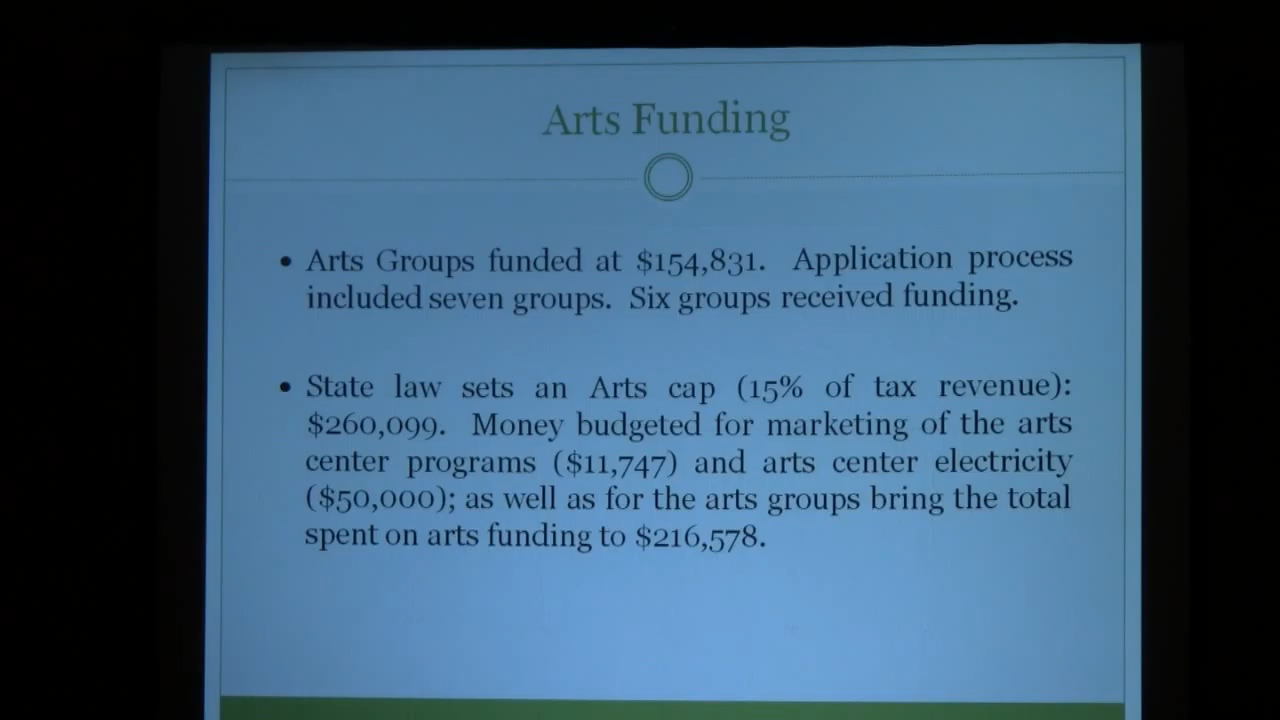 Arts Funding
• Arts Groups funded at $154,831. Application process
included seven groups. Six groups received funding.
• State law sets an Arts cap (15% of tax revenue):
$260,099. Money budgeted for marketing of the arts
center programs ($11,747) and arts center electricity
($50,000); as well as for the arts groups bring the total
spent on arts funding to $216,578.